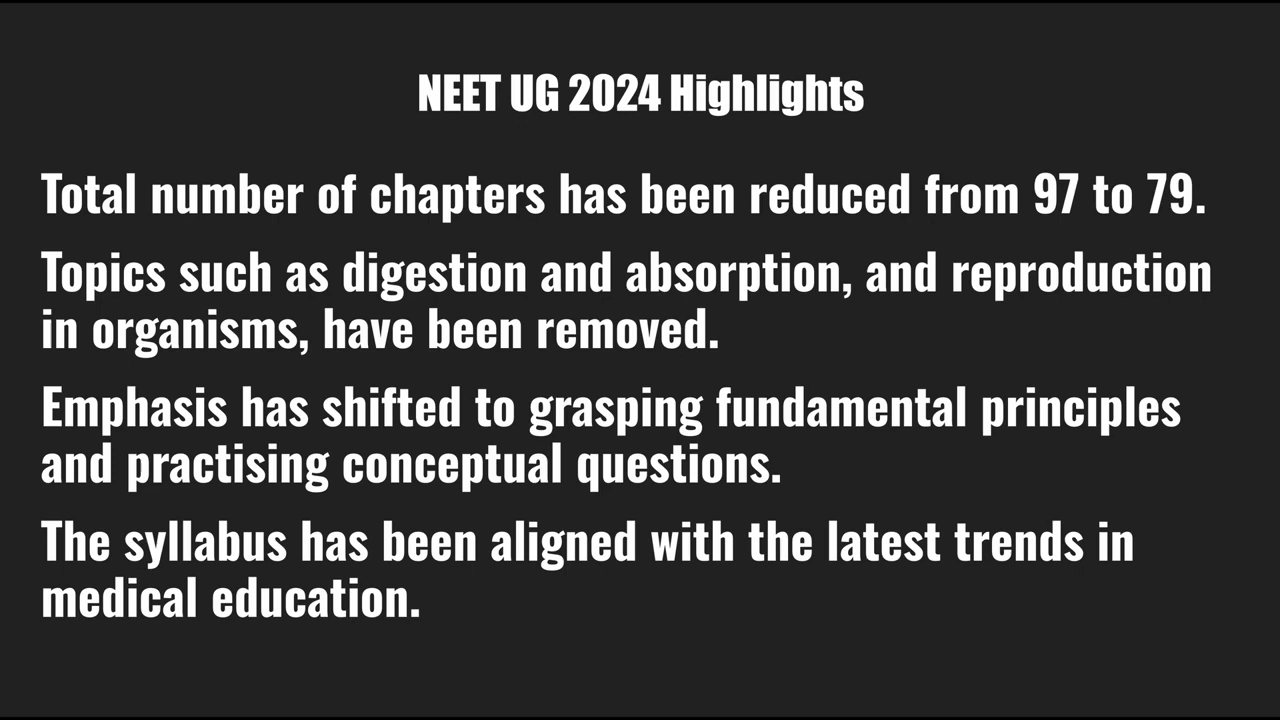 NEET UG 2024 Highlights
Total number of chapters has been reduced from 97 to 79.
Topics such as digestion and absorption, and reproduction
in organisms, have been removed.
Emphasis has shifted to grasping fundamental principles
and practising conceptual questions.
The syllabus has been aligned with the latest trends in
medical education.